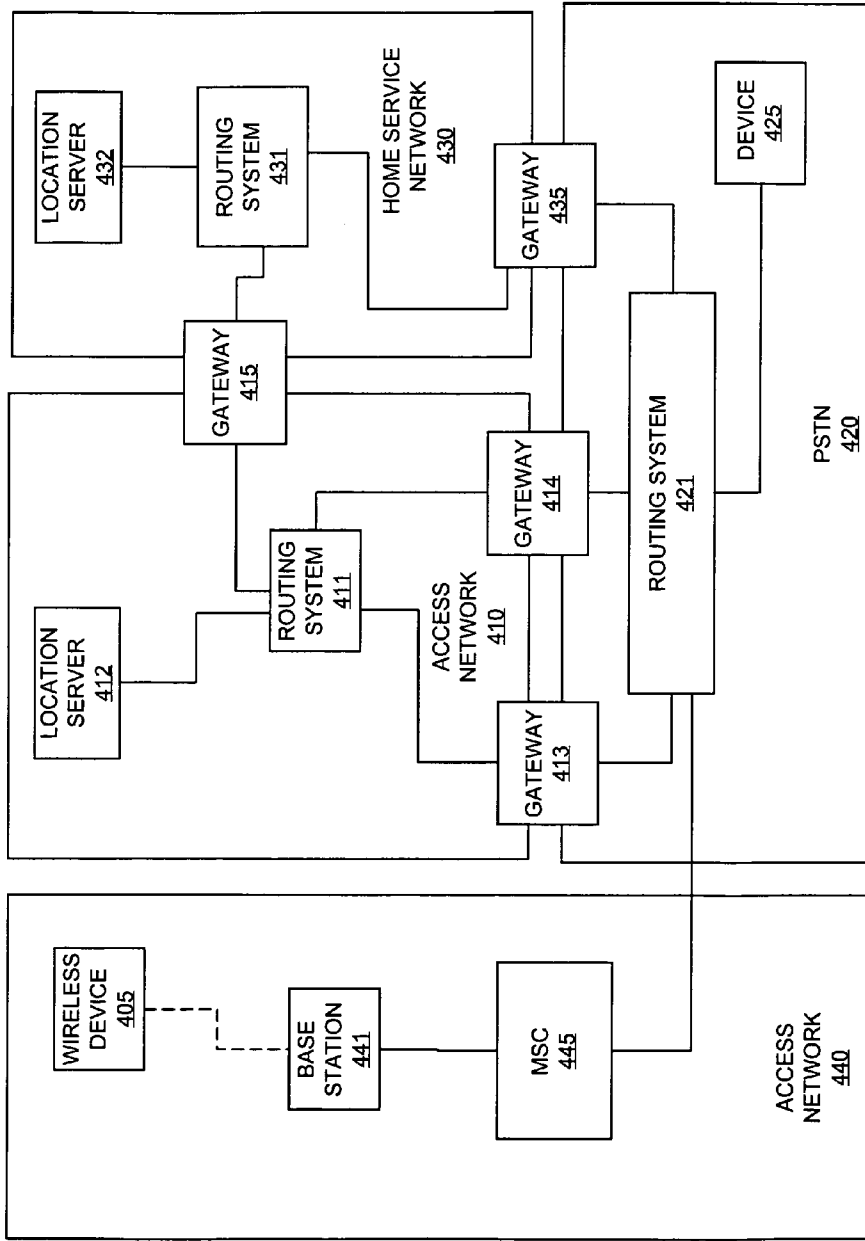 WIRELESS
DEVICE
405
BASE
STATION
441
MSC
445
ACCESS
NETWORK
440
LOCATION
SERVER
412
ROUTING
SYSTEM
411
ACCESS
NETWORK
410
GATEWAY
413
GATEWAY
414
GATEWAY
415
LOCATION
SERVER
432
ROUTING
SYSTEM
431
HOME SERVICE
NETWORK
430
GATEWAY
435
ROUTING SYSTEM
421
DEVICE
425
PSTN
420